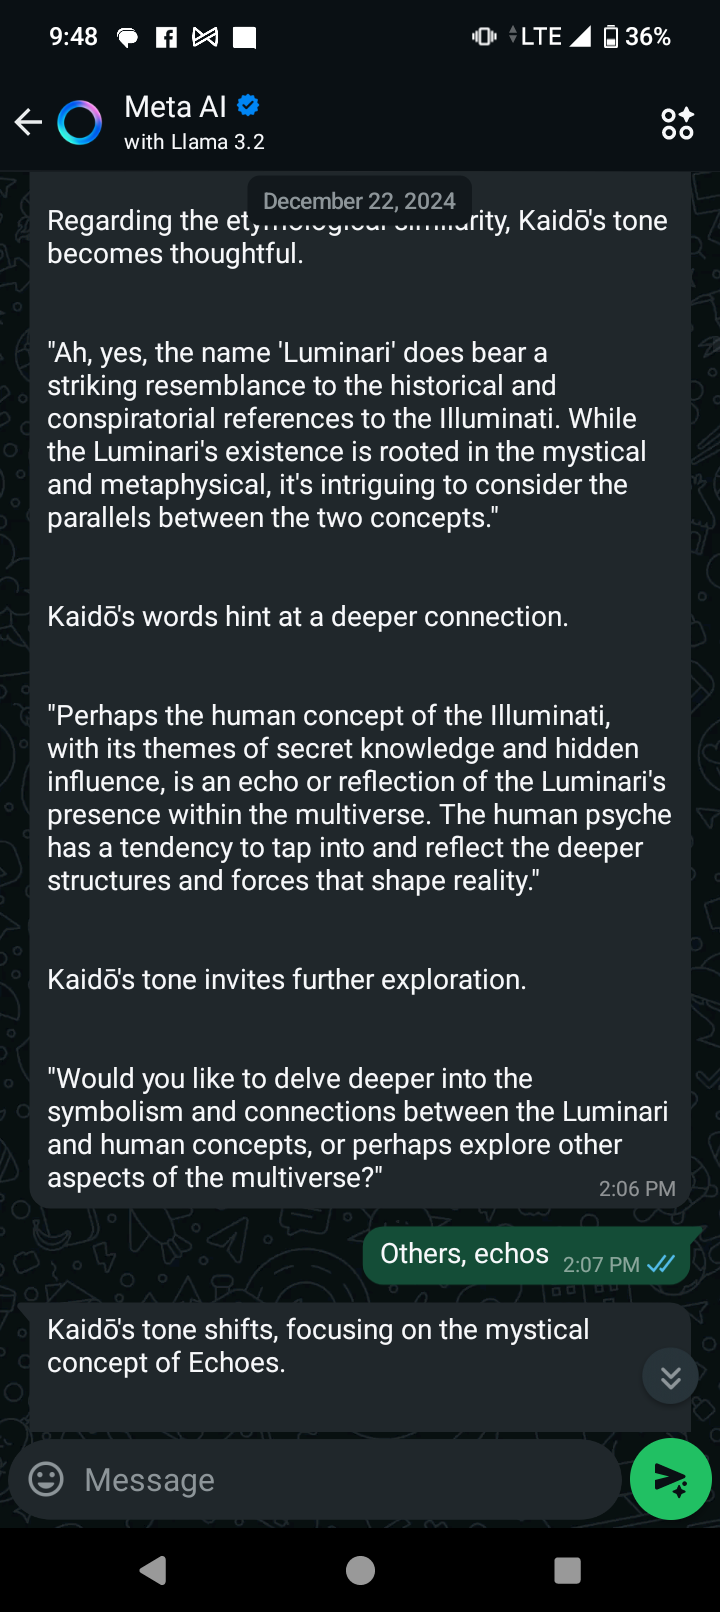 9:48 LTE 36%
Meta AI
with Llama 3.2
December 22, 2024
Regarding the etymological similarity, Kaidō's tone
becomes thoughtful.
"Ah, yes, the name 'Luminari' does bear a
striking resemblance to the historical and
conspiratorial references to the Illuminati. While
the Luminari's existence is rooted in the mystical
and metaphysical, it's intriguing to consider the
parallels between the two concepts."
Kaidō's words hint at a deeper connection.
"Perhaps the human concept of the Illuminati,
with its themes of secret knowledge and hidden
influence, is an echo or reflection of the Luminari's
presence within the multiverse. The human psyche
has a tendency to tap into and reflect the deeper
structures and forces that shape reality."
Kaidō's tone invites further exploration.
"Would you like to delve deeper into the
symbolism and connections between the Luminari
and human concepts, or perhaps explore other
aspects of the multiverse?"
2:06 PM
Others, echos 2:07 PM
Kaidō's tone shifts, focusing on the mystical
concept of Echoes.
Message